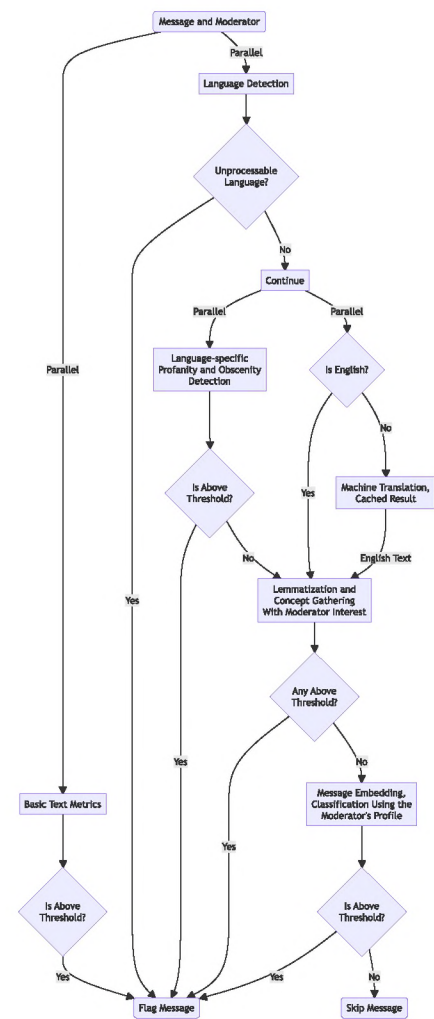 Message and Moderator
Parallel
Language Detection
Unprocessable
Language?
No
Continue
Parallel
Parallel
Parallel
Language-specific
Profanity and Obscenity
Detection
Is English?
No
Is Above
Threshold?
Yes
Machine Translation,
Cached Result
No
English Text
Lemmatization and
Concept Gathering
With Moderator Interest
Yes
Any Above
Threshold?
Yes
No
Basic Text Metrics
Message Embedding,
Classification Using the
Moderator's Profile
Yes
Is Above
Threshold?
Is Above
Threshold?
Yes
Yes
No
Flag Message
Skip Message